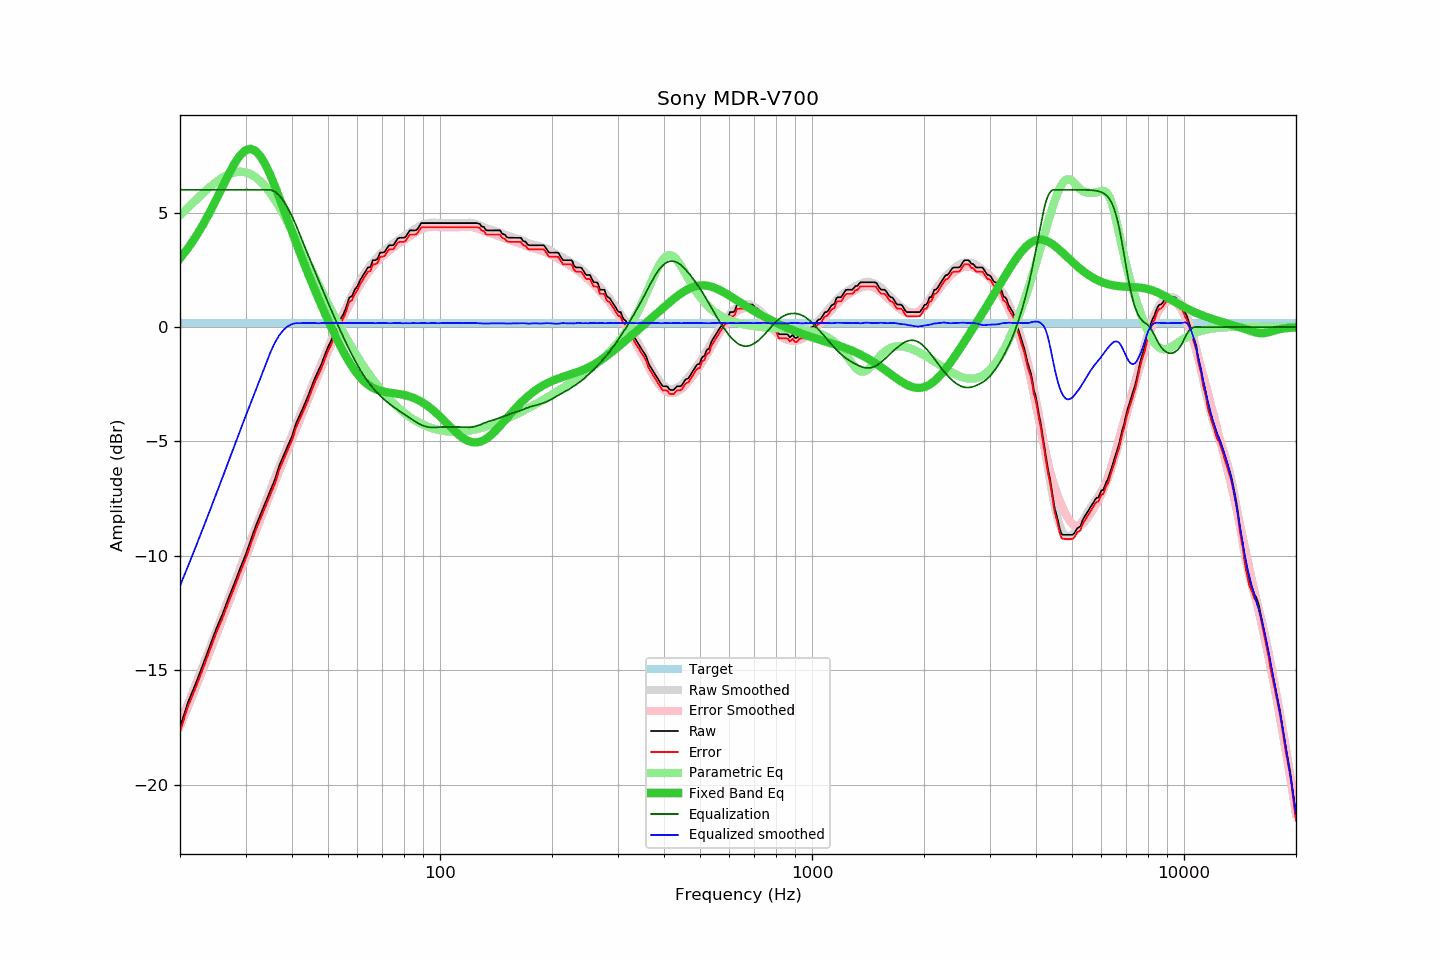 Sony MDR-V700
Amplitude (dBr)
5
0
−5
−10
−15
−20
Target
Raw Smoothed
Error Smoothed
Raw
Error
Parametric Eq
Fixed Band Eq
Equalization
Equalized smoothed
100
1000
10000
Frequency (Hz)